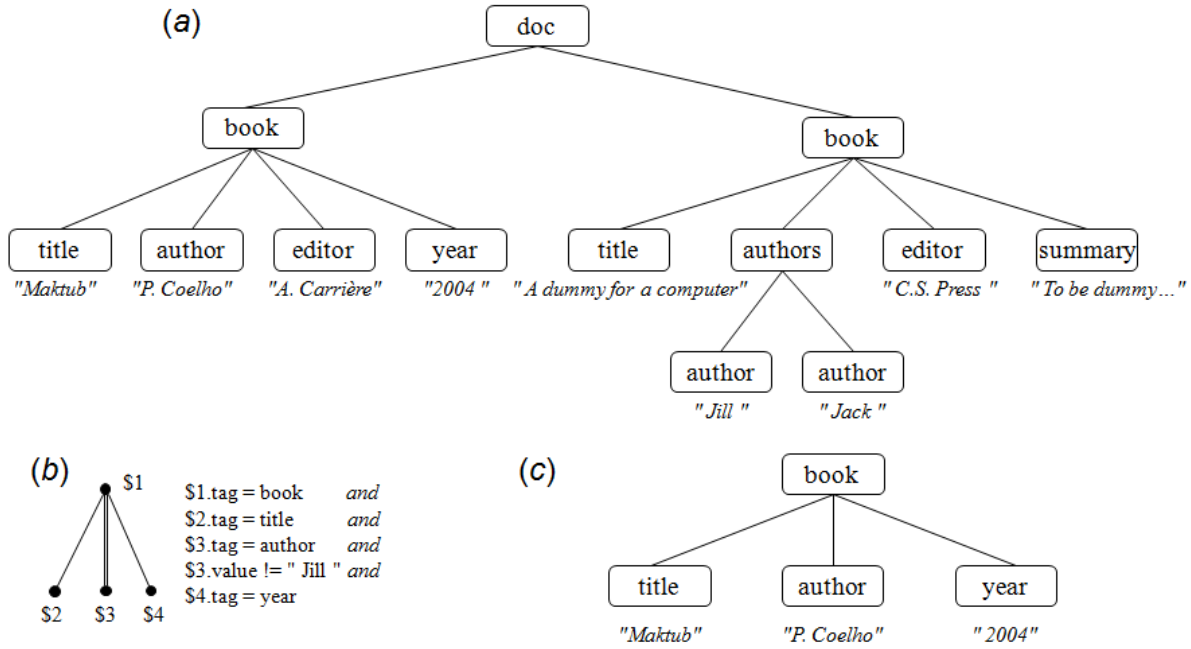 (a)
doc
book
book
title author editor year title authors editor summary
"Maktub" "P. Coelho" "A. Carrière" "2004 " "A dummy for a computer" "C.S. Press " "To be dummy…"
author author
"Jill " "Jack "
(b)
$1
$1.tag = book and
$2.tag = title and
$3.tag = author and
$3.value != " Jill " and
$4.tag = year
$2 $3 $4
(c)
book
title author year
"Maktub" "P. Coelho" "2004"